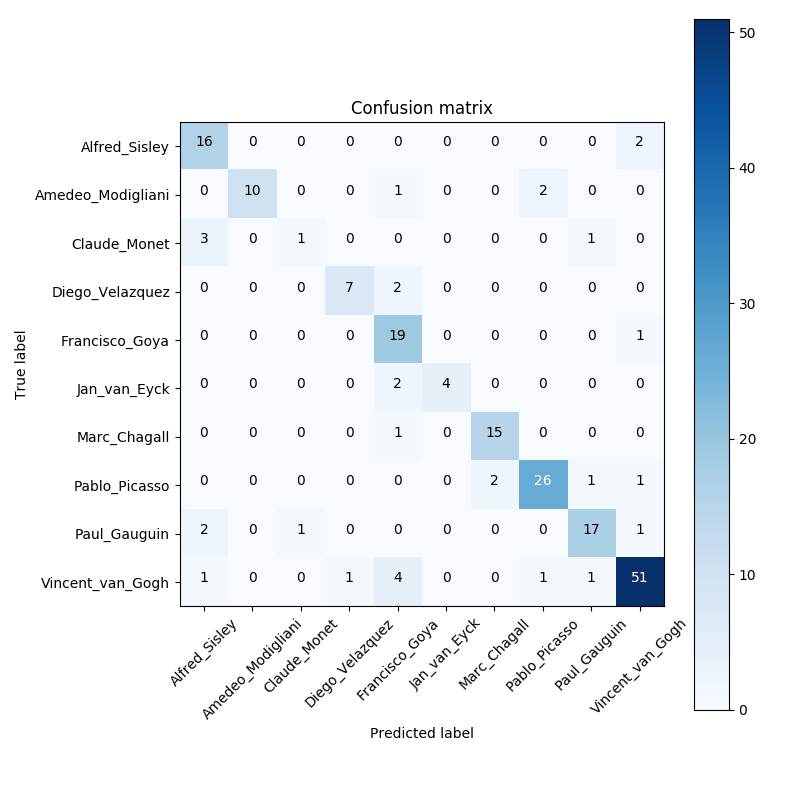 Confusion matrix
Alfred_Sisley 16 0 0 0 0 0 0 0 0 2
Amedeo_Modigliani 0 10 0 0 1 0 0 2 0 0
Claude_Monet 3 0 1 0 0 0 0 0 1 0
Diego_Velazquez 0 0 0 7 2 0 0 0 0 0
Francisco_Goya 0 0 0 0 19 0 0 0 0 1
Jan_van_Eyck 0 0 0 0 2 4 0 0 0 0
Marc_Chagall 0 0 0 0 1 0 15 0 0 0
Pablo_Picasso 0 0 0 0 0 0 2 26 1 1
Paul_Gauguin 2 0 1 0 0 0 0 0 17 1
Vincent_van_Gogh 1 0 0 1 4 0 0 1 1 51
True label
Alfred_Sisley
Amedeo_Modigliani
Claude_Monet
Diego_Velazquez
Francisco_Goya
Jan_van_Eyck
Marc_Chagall
Pablo_Picasso
Paul_Gauguin
Vincent_van_Gogh
Predicted label
50
40
30
20
10
0